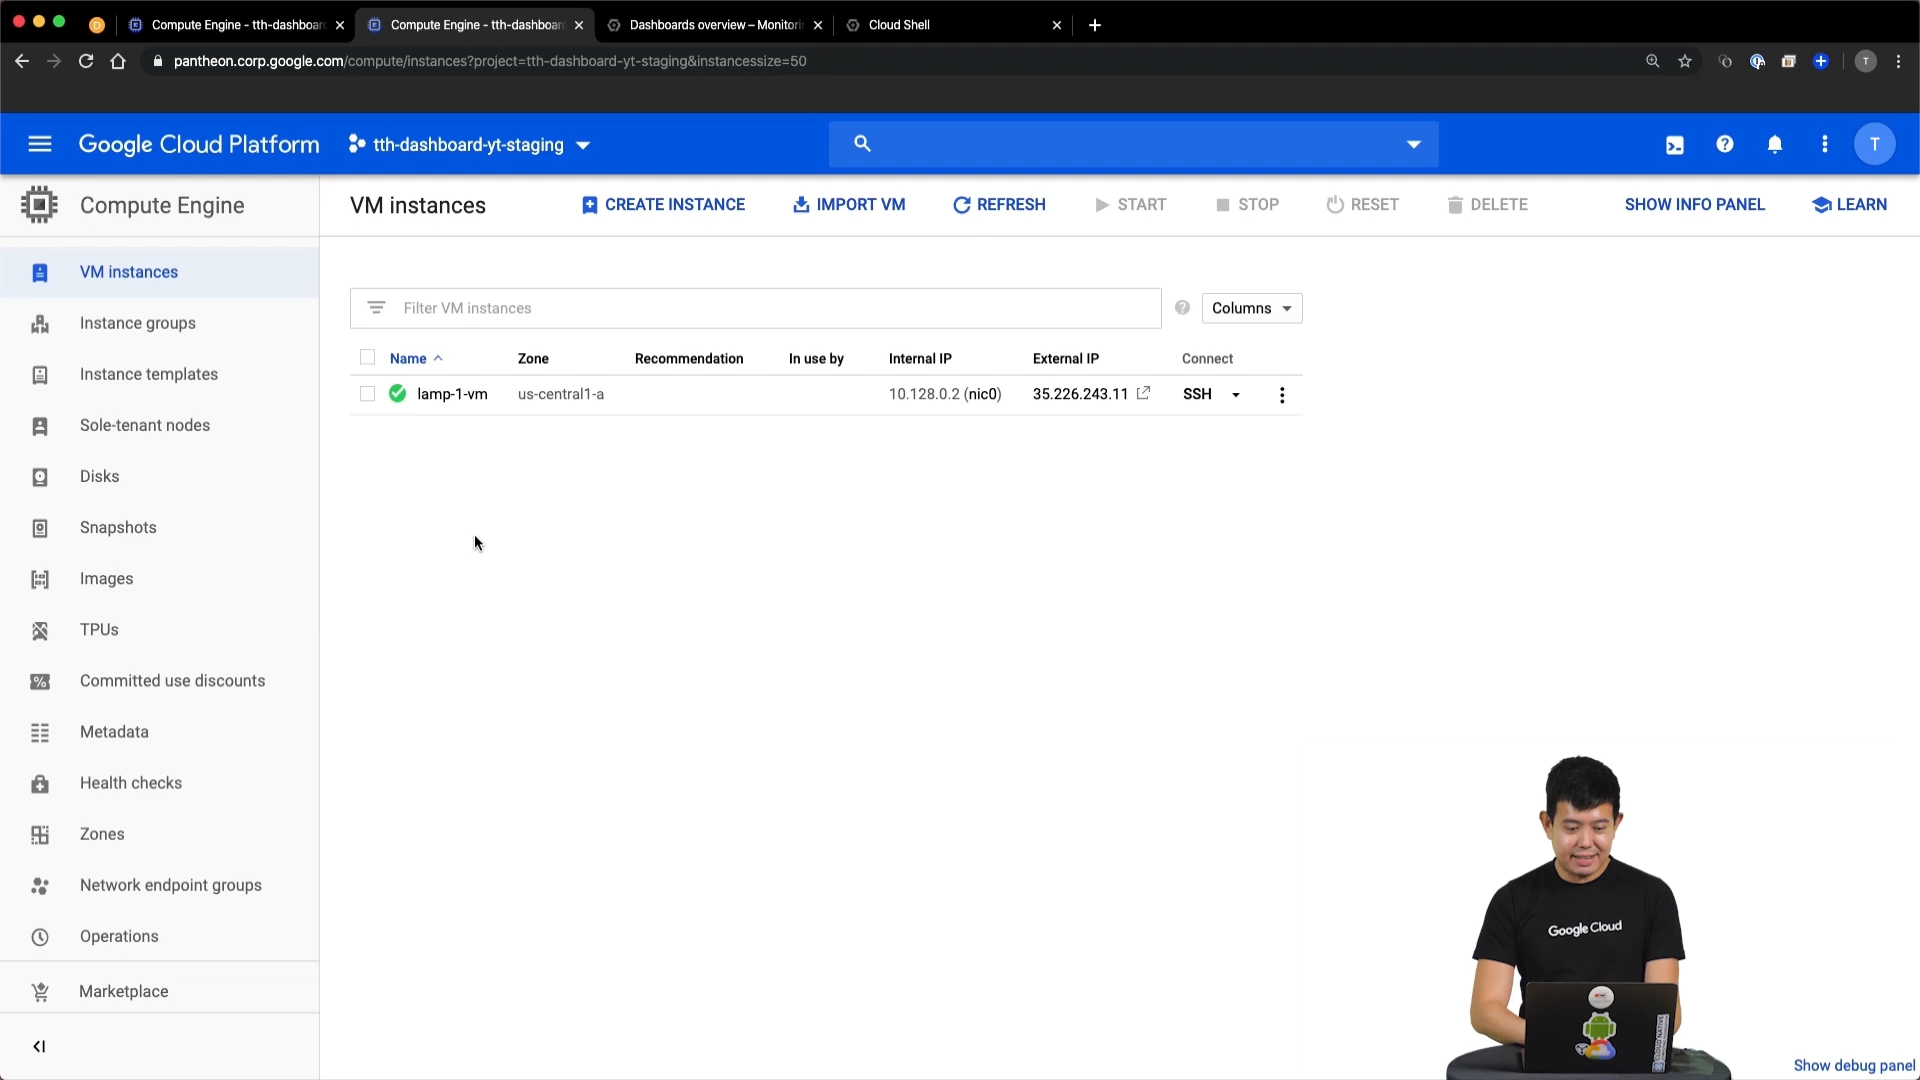 Compute Engine - tth-dashboar
Compute Engine - tth-dashboar
Dashboards overview – Monitori
Cloud Shell
pantheon.corp.google.com/compute/instances?project=tth-dashboard-yt-staging&instancessize=50
T
Google Cloud Platform
tth-dashboard-yt-staging
T
Compute Engine
VM instances
CREATE INSTANCE
IMPORT VM
REFRESH
START
STOP
RESET
DELETE
SHOW INFO PANEL
LEARN
VM instances
Instance groups
Instance templates
Sole-tenant nodes
Disks
Snapshots
Images
TPUs
Committed use discounts
Metadata
Health checks
Zones
Network endpoint groups
Operations
Marketplace
Filter VM instances
Columns
Name Zone Recommendation In use by Internal IP External IP Connect
lamp-1-vm us-central1-a 10.128.0.2 (nic0) 35.226.243.11 SSH
Google Cloud
Show debug panel